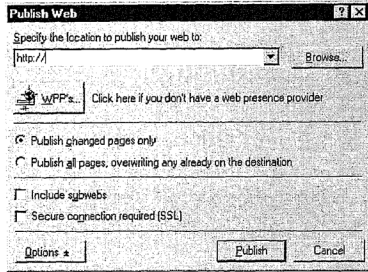 Publish Web
Specify the location to publish your web to:
http://
Browse...
WPP's... Click here if you don't have a web presence provider
Publish changed pages only
Publish all pages, overwriting any already on the destination
Include subwebs
Secure connection required (SSL)
Options
Publish
Cancel